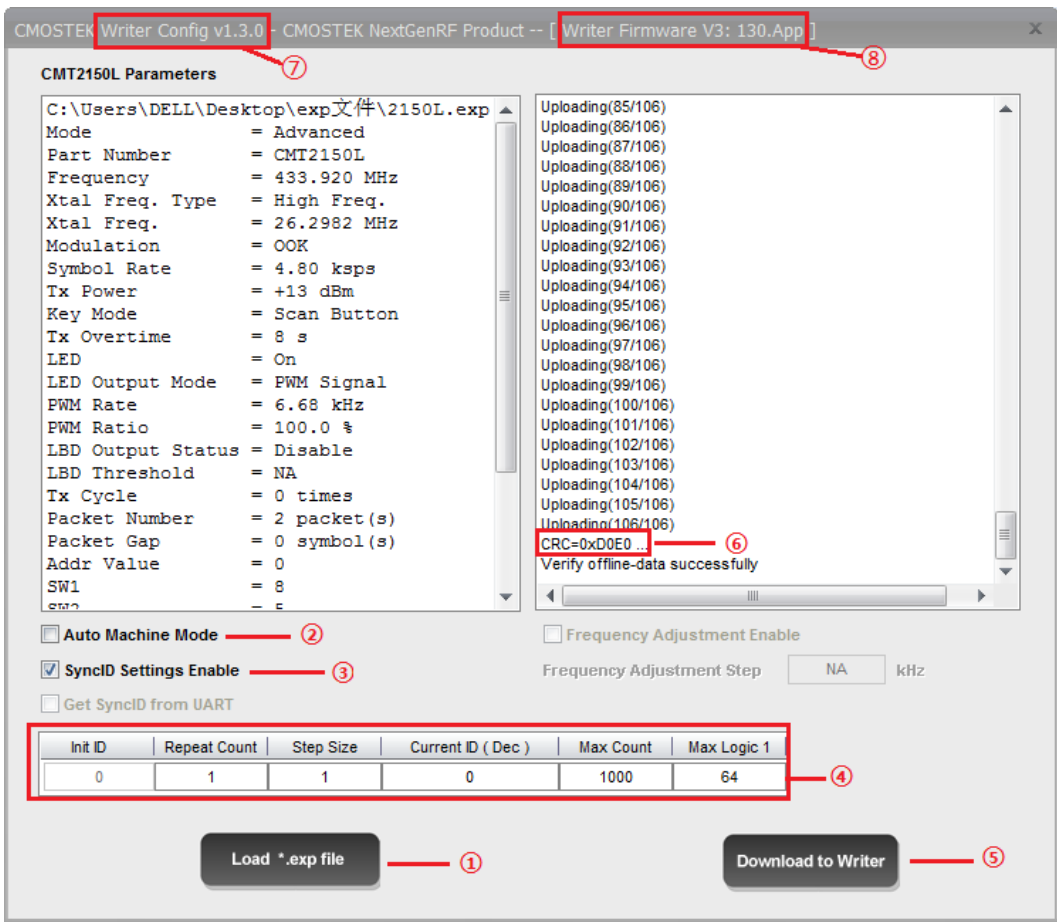 CMOSTEK Writer Config v1.3.0 - CMOSTEK NextGenRF Product -- [ Writer Firmware V3: 130.App ] X
⑦
⑧
CMT2150L Parameters
C:\Users\DELL\Desktop\exp文件\2150L.exp
Mode = Advanced
Part Number = CMT2150L
Frequency = 433.920 MHz
Xtal Freq. Type = High Freq.
Xtal Freq. = 26.2982 MHz
Modulation = OOK
Symbol Rate = 4.80 ksps
Tx Power = +13 dBm
Key Mode = Scan Button
Tx Overtime = 8 s
LED = On
LED Output Mode = PWM Signal
PWM Rate = 6.68 kHz
PWM Ratio = 100.0 %
LBD Output Status = Disable
LBD Threshold = NA
Tx Cycle = 0 times
Packet Number = 2 packet(s)
Packet Gap = 0 symbol(s)
Addr Value = 0
SW1 = 8
SW2 = 5
Uploading(85/106)
Uploading(86/106)
Uploading(87/106)
Uploading(88/106)
Uploading(89/106)
Uploading(90/106)
Uploading(91/106)
Uploading(92/106)
Uploading(93/106)
Uploading(94/106)
Uploading(95/106)
Uploading(96/106)
Uploading(97/106)
Uploading(98/106)
Uploading(99/106)
Uploading(100/106)
Uploading(101/106)
Uploading(102/106)
Uploading(103/106)
Uploading(104/106)
Uploading(105/106)
Uploading(106/106)
CRC=0xD0E0 ... ⑥
Verify offline-data successfully
Auto Machine Mode ②
Frequency Adjustment Enable
SyncID Settings Enable ③
Frequency Adjustment Step NA kHz
Get SyncID from UART
Init ID Repeat Count Step Size Current ID ( Dec ) Max Count Max Logic 1
0 1 1 0 1000 64
④
Load *.exp file ①
Download to Writer ⑤